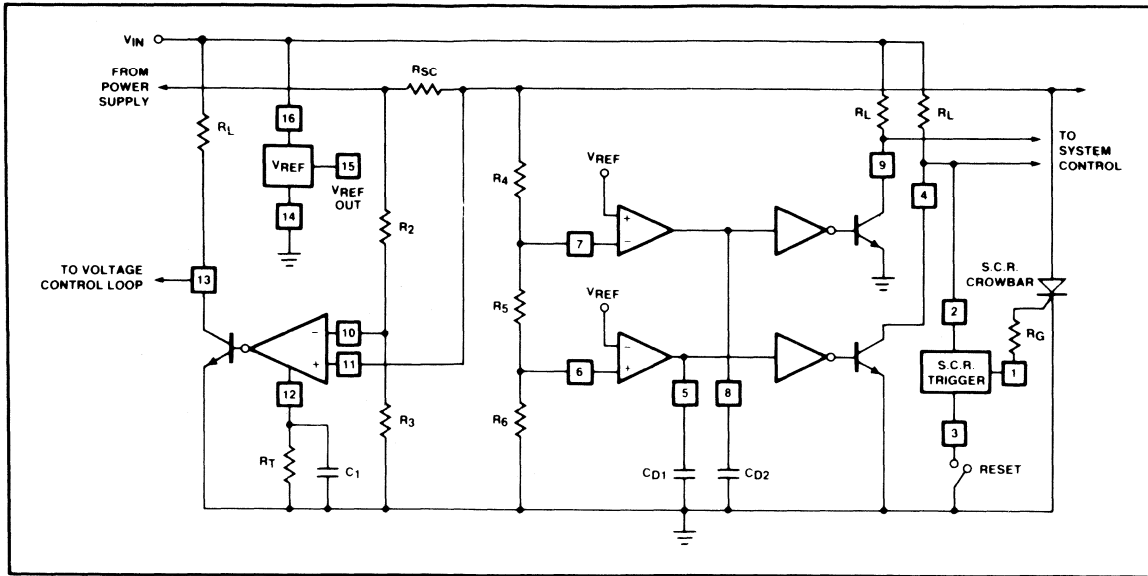 VIN
FROM
POWER
SUPPLY
RSC
RL
16
VREF
15
VREF
OUT
14
R2
R4
VREF
+
−
7
RL
RL
9
4
TO
SYSTEM
CONTROL
TO VOLTAGE
CONTROL LOOP
13
−
10
+
11
12
R5
VREF
−
+
6
5
8
S.C.R.
CROWBAR
2
RG
S.C.R.
TRIGGER
1
3
RESET
RT
C1
R3
R6
CD1
CD2